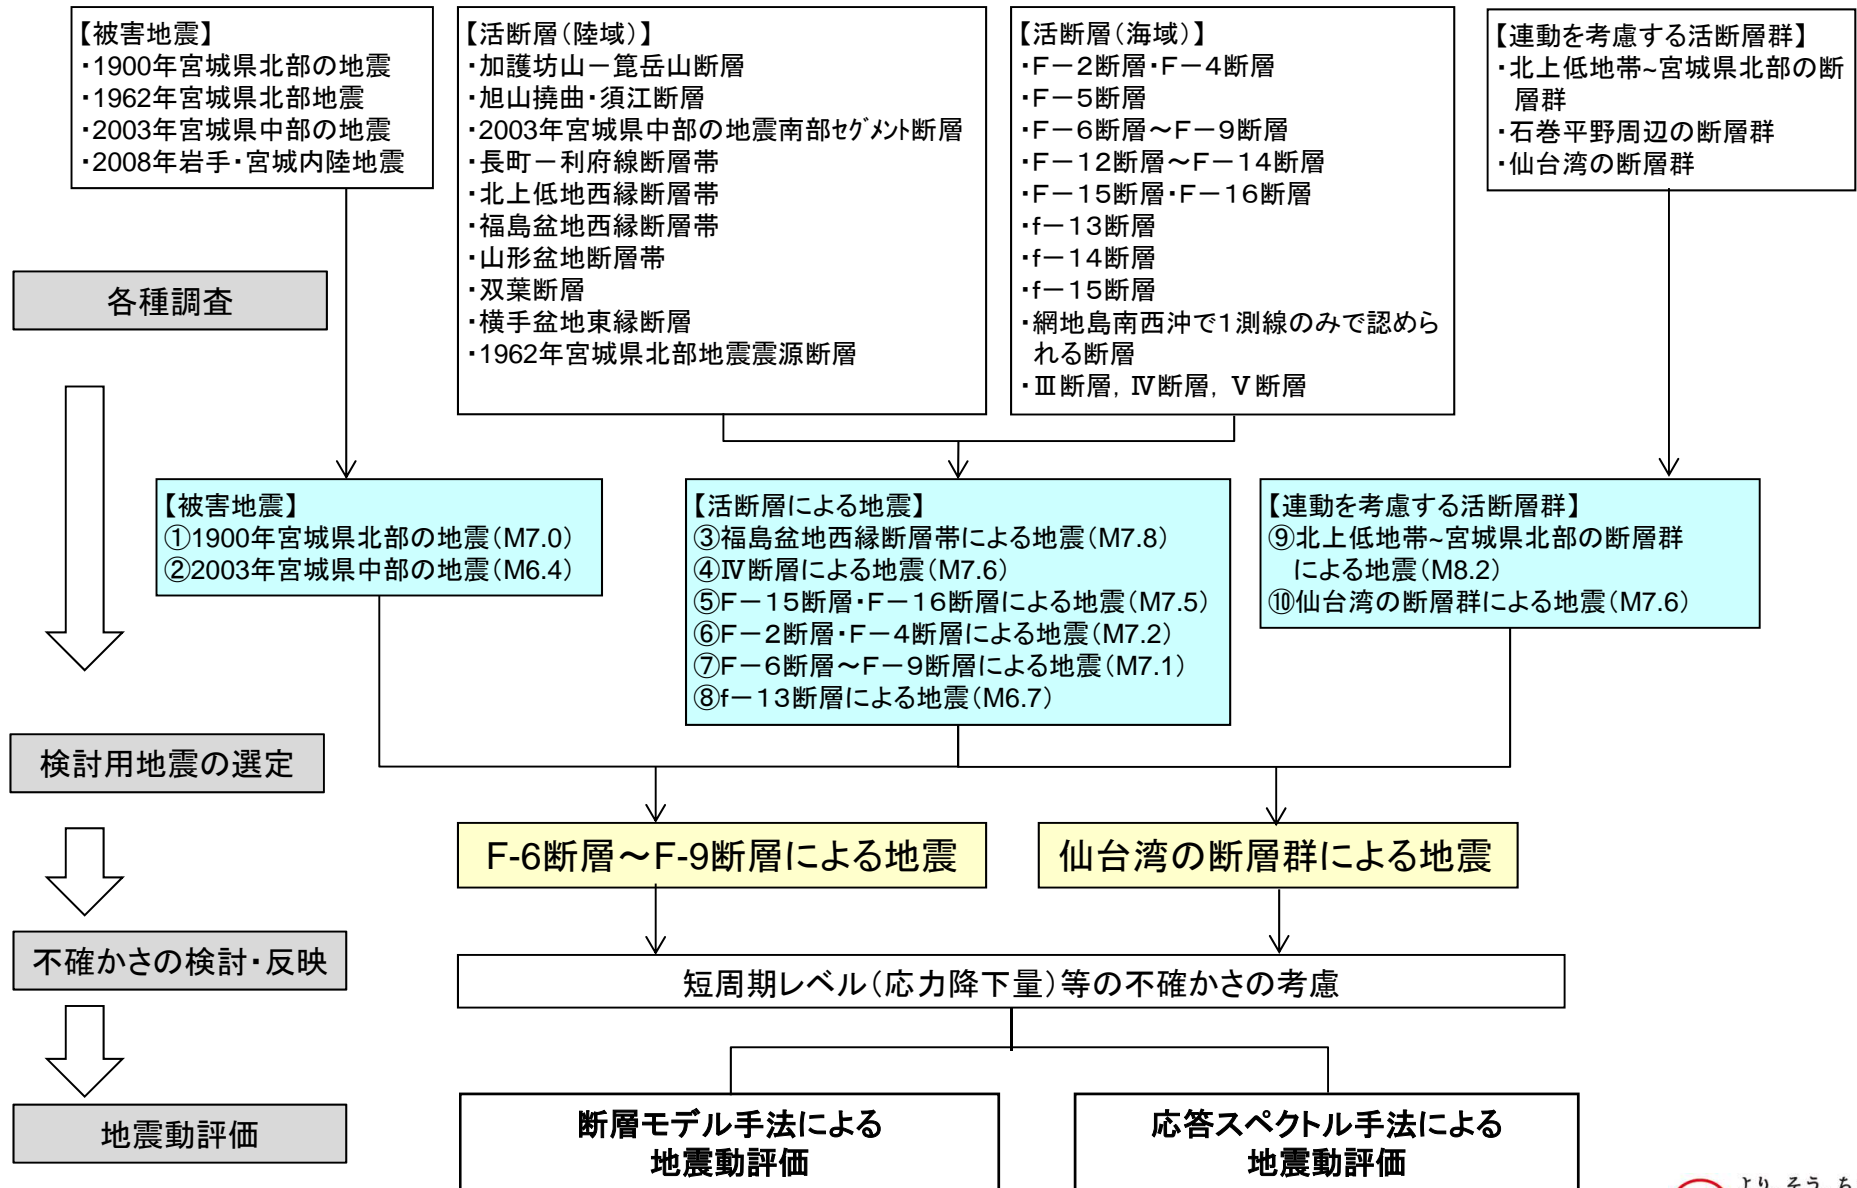 【被害地震】
・1900年宮城県北部の地震
・1962年宮城県北部地震
・2003年宮城県中部の地震
・2008年岩手・宮城内陸地震
【活断層（陸域）】
・加護坊山－箟岳山断層
・旭山撓曲・須江断層
・2003年宮城県中部の地震南部ｾｸﾞﾒﾝﾄ断層
・長町－利府線断層帯
・北上低地西縁断層帯
・福島盆地西縁断層帯
・山形盆地断層帯
・双葉断層
・横手盆地東縁断層
・1962年宮城県北部地震震源断層
【活断層（海域）】
・Ｆ－２断層・Ｆ－４断層
・Ｆ－５断層
・Ｆ－６断層～Ｆ－９断層
・Ｆ－１２断層～Ｆ－１４断層
・Ｆ－１５断層・Ｆ－１６断層
・ｆ－１３断層
・ｆ－１４断層
・ｆ－１５断層
・網地島南西沖で１測線のみで認めら
れる断層
・Ⅲ断層，Ⅳ断層，Ⅴ断層
【連動を考慮する活断層群】
・北上低地帯~宮城県北部の断
層群
・石巻平野周辺の断層群
・仙台湾の断層群
各種調査
【被害地震】
①1900年宮城県北部の地震（M7.0）
②2003年宮城県中部の地震（M6.4）
【活断層による地震】
③福島盆地西縁断層帯による地震（M7.8）
④Ⅳ断層による地震（M7.6）
⑤Ｆ－１５断層・Ｆ－１６断層による地震（M7.5）
⑥Ｆ－２断層・Ｆ－４断層による地震（M7.2）
⑦Ｆ－６断層～Ｆ－９断層による地震（M7.1）
⑧ｆ－１３断層による地震（M6.7）
【連動を考慮する活断層群】
⑨北上低地帯~宮城県北部の断層群
による地震（M8.2）
⑩仙台湾の断層群による地震（M7.6）
検討用地震の選定
F-6断層～F-9断層による地震
仙台湾の断層群による地震
不確かさの検討・反映
短周期レベル（応力降下量）等の不確かさの考慮
地震動評価
断層モデル手法による
地震動評価
応答スペクトル手法による
地震動評価
より そう ち